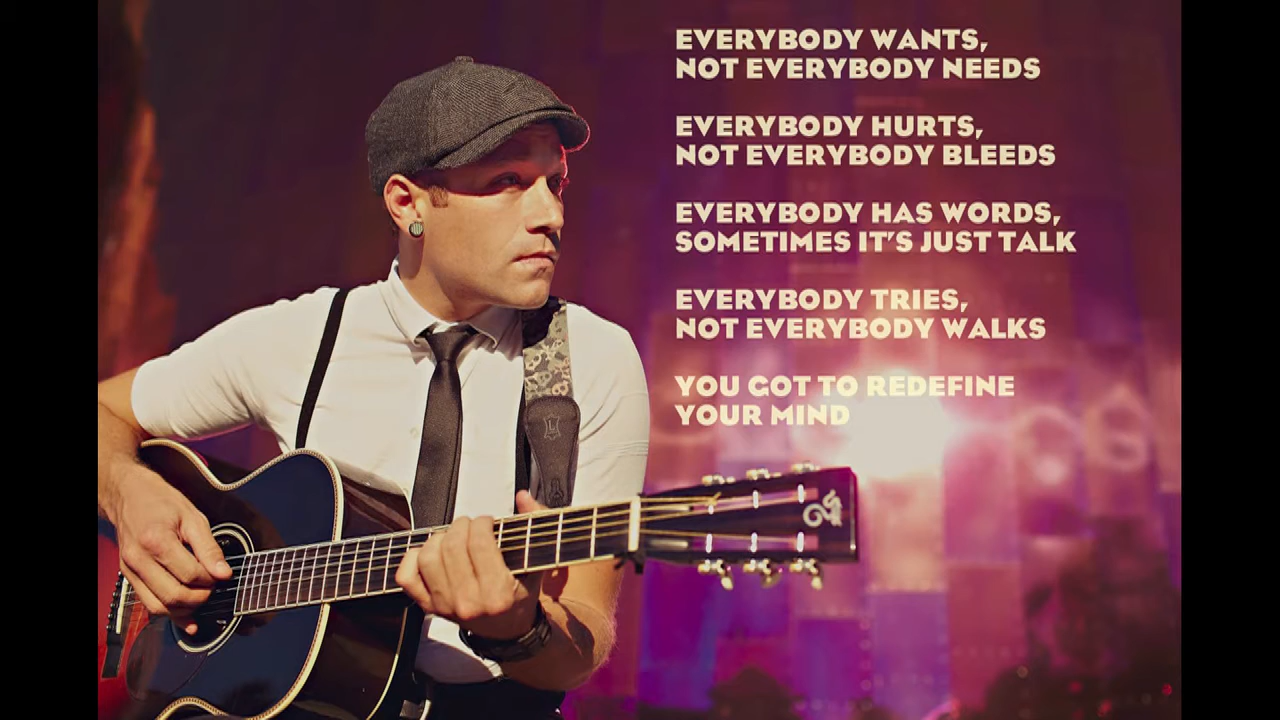 EVERYBODY WANTS,
NOT EVERYBODY NEEDS
EVERYBODY HURTS,
NOT EVERYBODY BLEEDS
EVERYBODY HAS WORDS,
SOMETIMES IT'S JUST TALK
EVERYBODY TRIES,
NOT EVERYBODY WALKS
YOU GOT TO REDEFINE
YOUR MIND